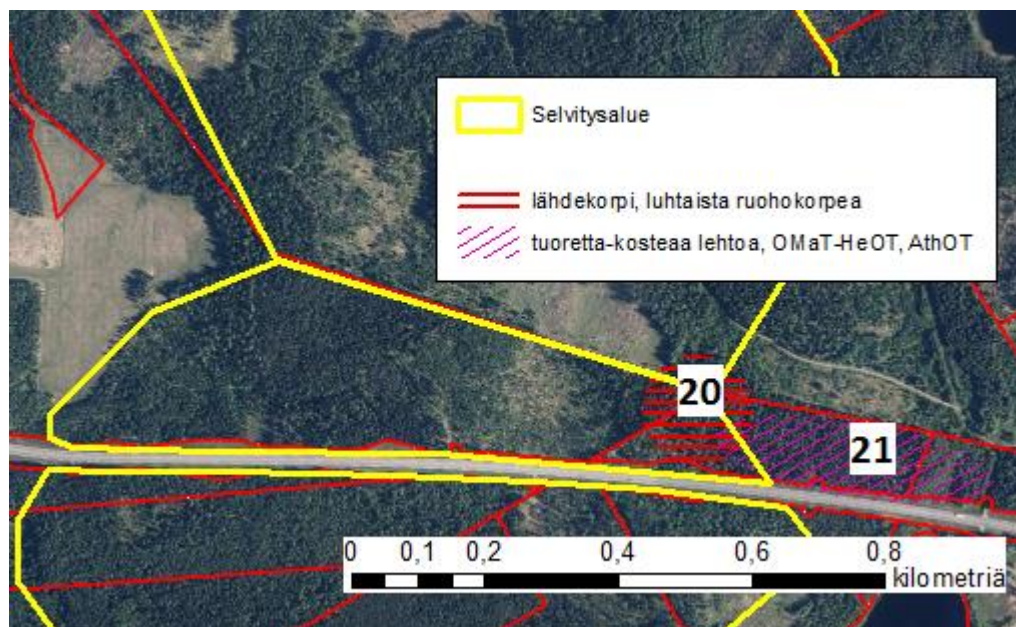 Selvitysalue
lähdekorpi, luhtaista ruohokorpea
tuoretta-kosteaa lehtoa, OMaT-HeOT, AthOT
20
21
0 0,1 0,2 0,4 0,6 0,8
kilometriä